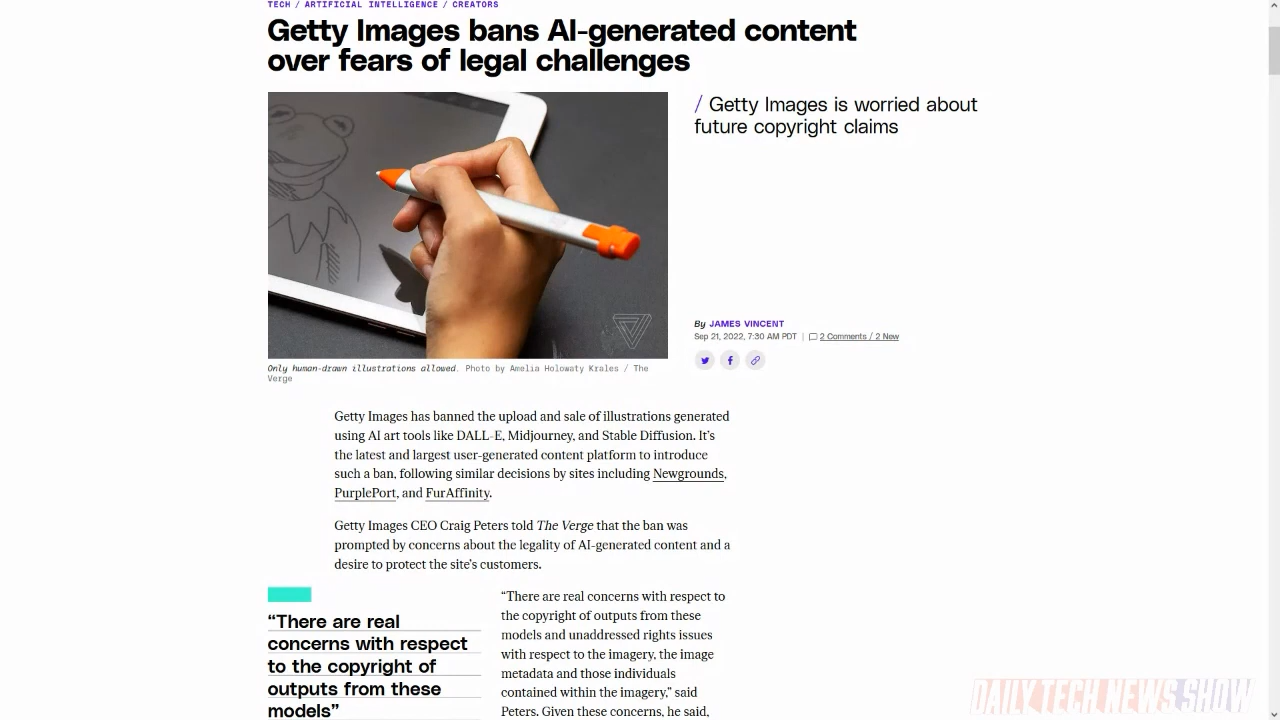 TECH / ARTIFICIAL INTELLIGENCE / CREATORS
Getty Images bans AI-generated content
over fears of legal challenges
/ Getty Images is worried about
future copyright claims
By JAMES VINCENT
Sep 21, 2022, 7:30 AM PDT | 2 Comments / 2 New
Only human-drawn illustrations allowed. Photo by Amelia Holowaty Krales / The
Verge
Getty Images has banned the upload and sale of illustrations generated
using AI art tools like DALL-E, Midjourney, and Stable Diffusion. It’s
the latest and largest user-generated content platform to introduce
such a ban, following similar decisions by sites including Newgrounds,
PurplePort, and FurAffinity.
Getty Images CEO Craig Peters told The Verge that the ban was
prompted by concerns about the legality of AI-generated content and a
desire to protect the site’s customers.
“There are real
concerns with respect
to the copyright of
outputs from these
models”
“There are real concerns with respect to
the copyright of outputs from these
models and unaddressed rights issues
with respect to the imagery, the image
metadata and those individuals
contained within the imagery,” said
Peters. Given these concerns, he said,
DAILY TECH NEWS SHOW